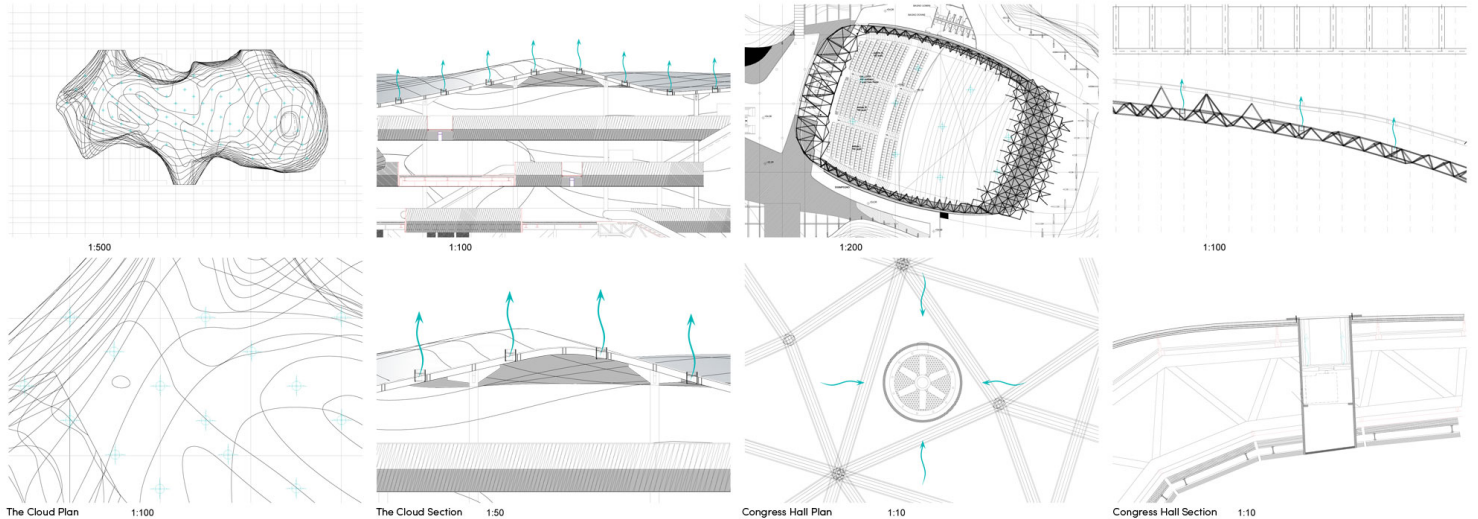 1:500
1:100
1:200
1:100
The Cloud Plan 1:100
The Cloud Section 1:50
Congress Hall Plan 1:10
Congress Hall Section 1:10